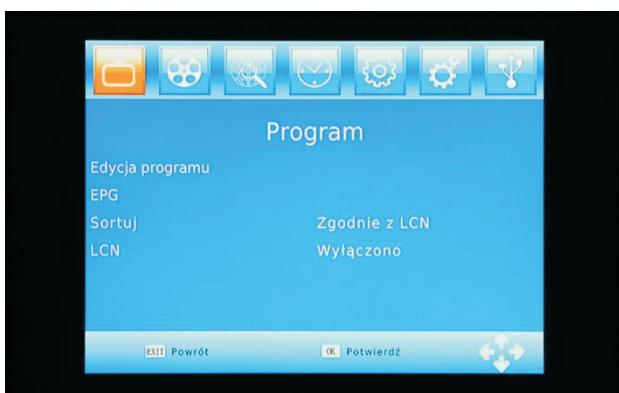 Program
Edycja programu
EPG
Sortuj Zgodnie z LCN
LCN Wyłączono
EXIT Powrót OK Potwierdź